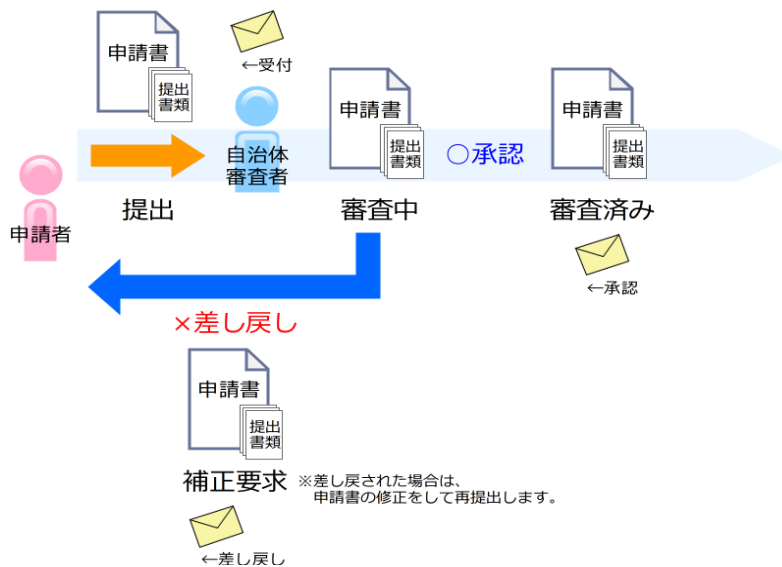 申請書
提出
書類
←受付
申請者
提出
自治体
審査者
申請書
提出
書類
審査中
○承認
申請書
提出
書類
審査済み
←承認
×差し戻し
申請書
提出
書類
補正要求
※差し戻された場合は、
申請書の修正をして再提出します。
←差し戻し